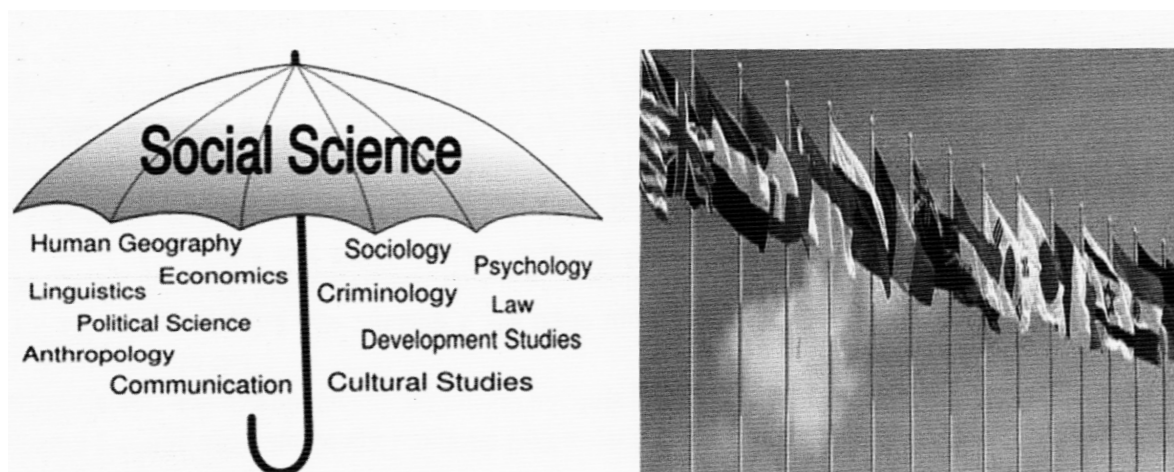 Social Science
Human Geography
Economics
Linguistics
Political Science
Anthropology
Communication
Sociology
Psychology
Criminology
Law
Development Studies
Cultural Studies